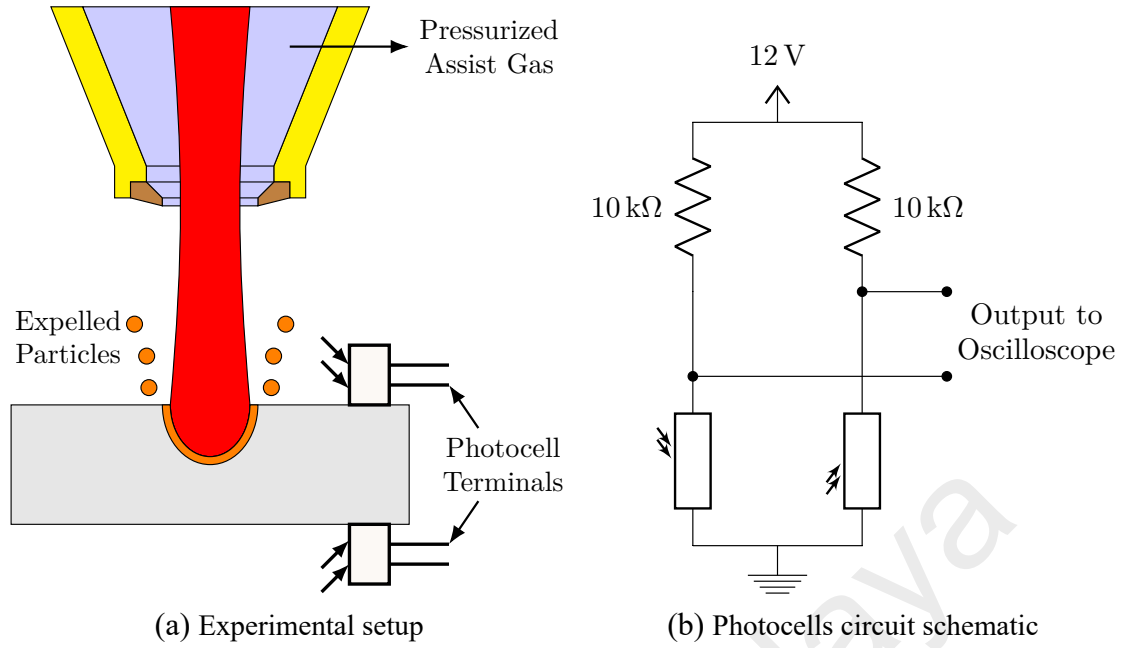 Pressurized
Assist Gas
Expelled
Particles
Photocell
Terminals
(a) Experimental setup
12 V
10 kΩ
10 kΩ
Output to
Oscilloscope
(b) Photocells circuit schematic
laya